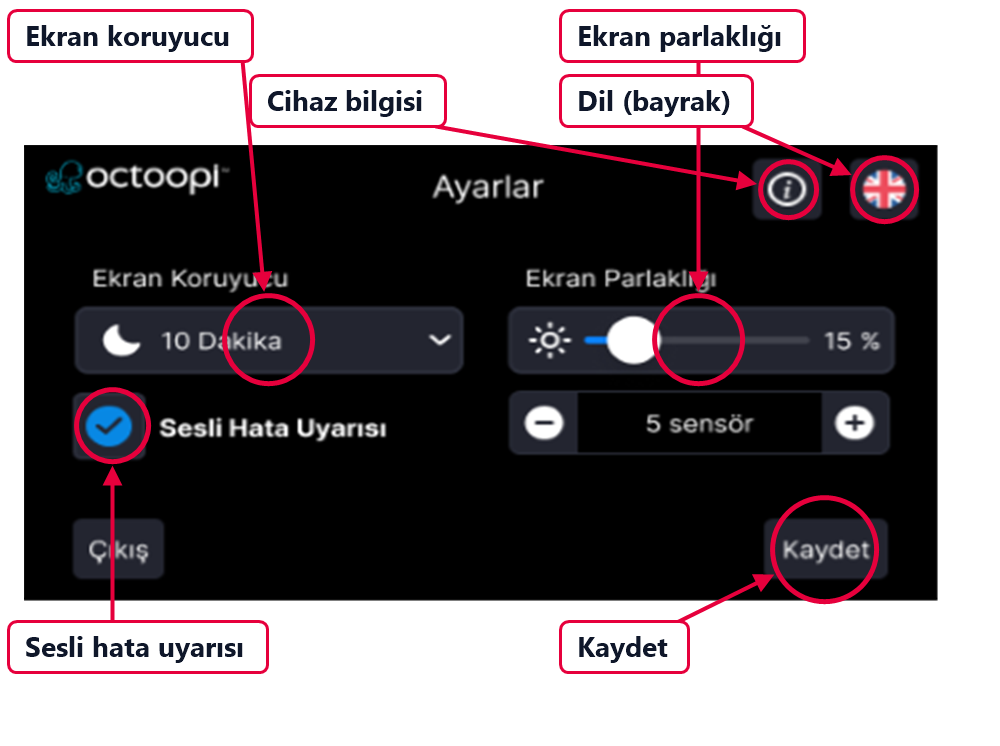 Ekran koruyucu
Ekran parlaklığı
Cihaz bilgisi
Dil (bayrak)
octoopi™
Ayarlar
i
Ekran Koruyucu
Ekran Parlaklığı
10 Dakika
15 %
Sesli Hata Uyarısı
5 sensör
Çıkış
Kaydet
Sesli hata uyarısı
Kaydet